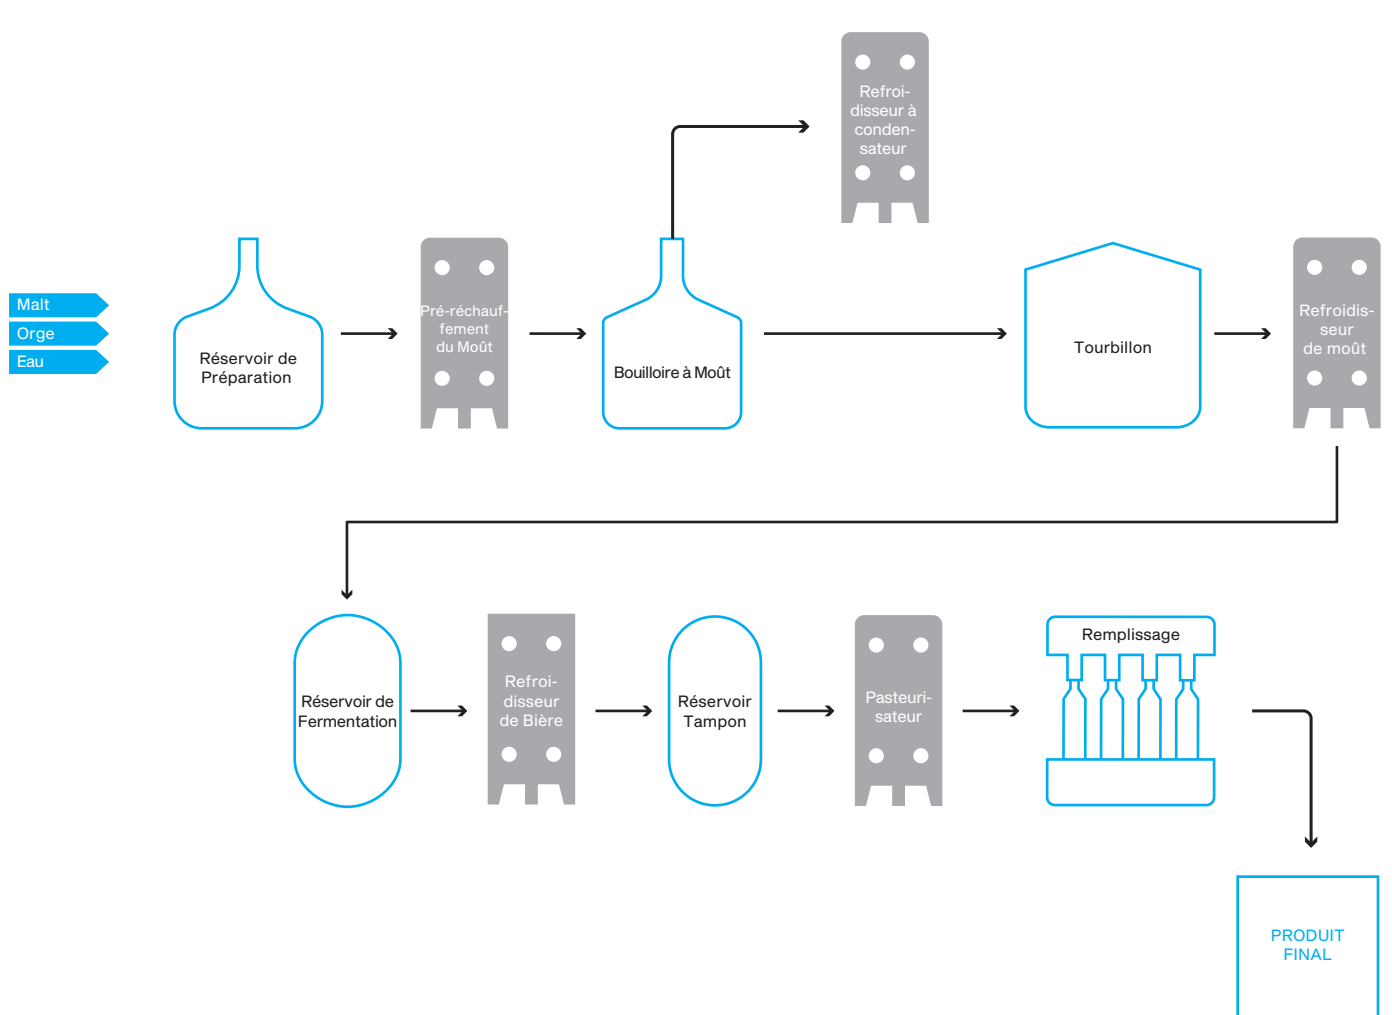 Refroi-
disseur à
conden-
sateur
Malt
Orge
Eau
Réservoir de
Préparation
Pré-réchauf-
fement
du Moût
Bouilloire à Moût
Tourbillon
Refroidis-
seur
de moût
Réservoir de
Fermentation
Refroi-
disseur
de Bière
Réservoir
Tampon
Pasteuri-
sateur
Remplissage
PRODUIT
FINAL